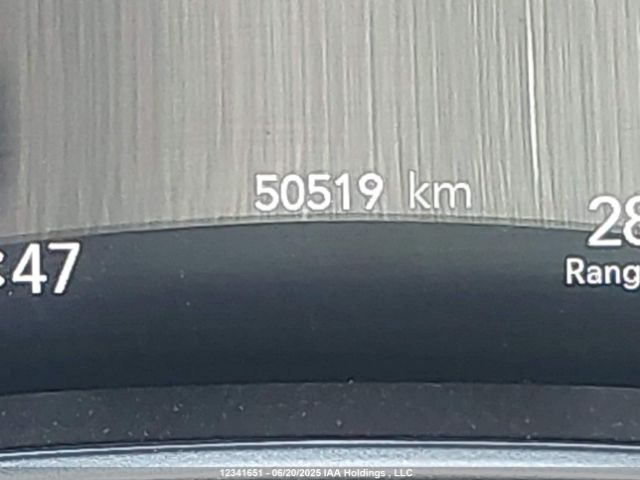 50519 km
:47
28
Rang
12341651 - 06/20/2025 IAA Holdings , LLC